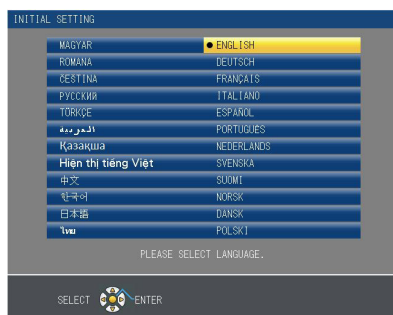 INITIAL SETTING
MAGYAR ENGLISH
ROMÂNĂ DEUTSCH
ČEŠTINA FRANÇAIS
РУССКИЙ ITALIANO
TÜRKÇE ESPAÑOL
العربية PORTUGUÊS
Қазақша NEDERLANDS
Hiện thị tiếng Việt SVENSKA
中文 SUOMI
한국어 NORSK
日本語 DANSK
ไทย POLSKI
PLEASE SELECT LANGUAGE.
SELECT ENTER